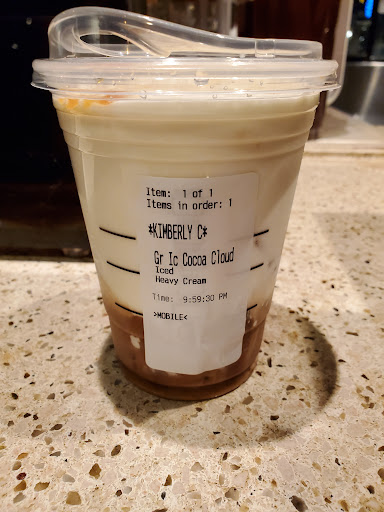 Item: 1 of 1
Items in order: 1
*KIMBERLY C*
Gr Ic Cocoa Cloud
Iced
Heavy Cream
Time: 9:59:30 PM
>MOBILE<